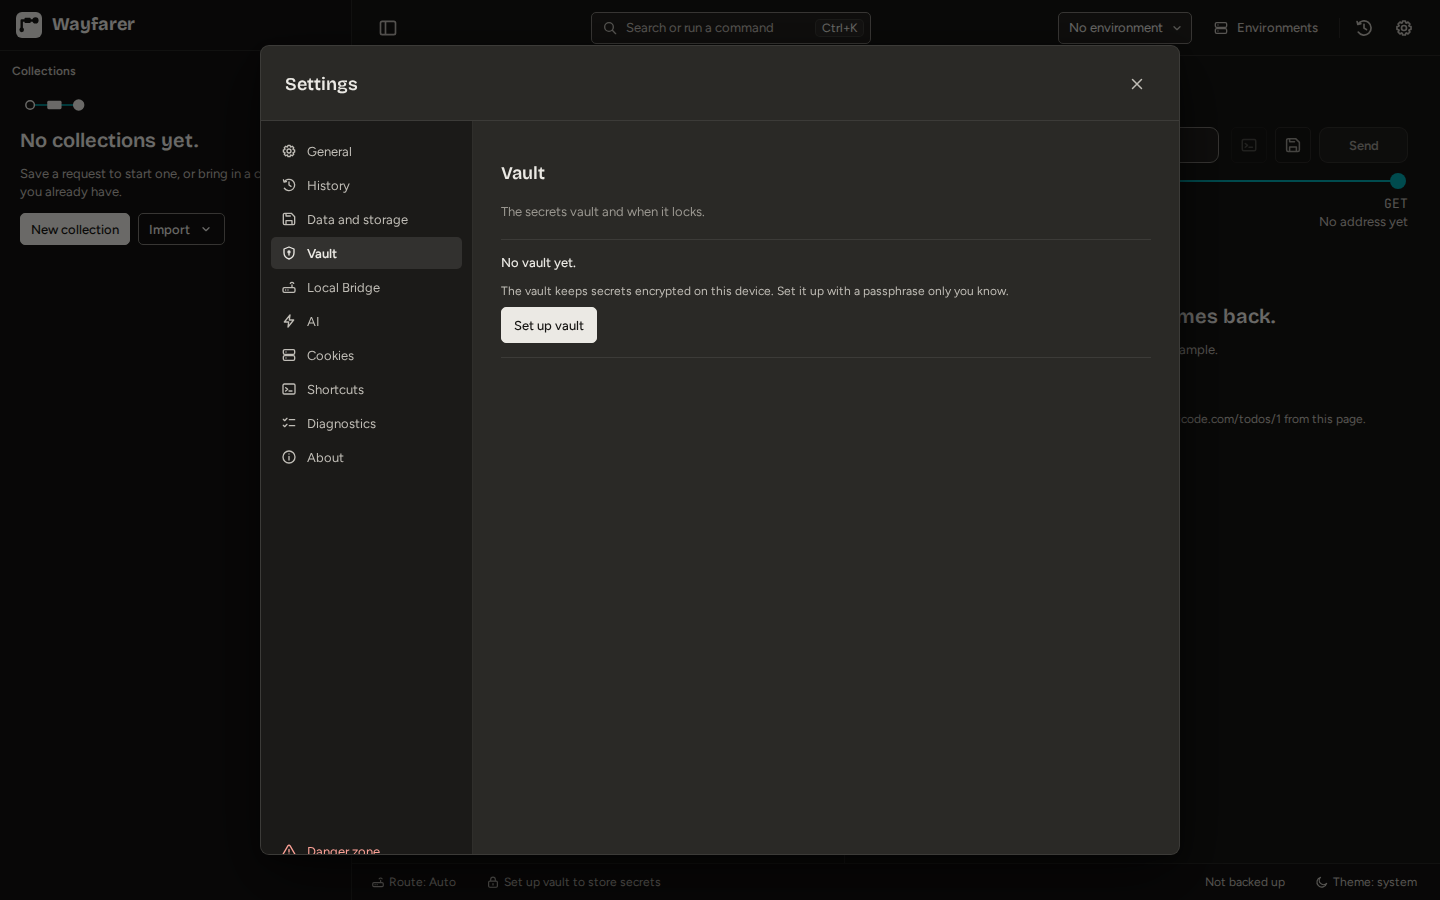 Wayfarer
Search or run a command
Ctrl+K
No environment
Environments
Collections
No collections yet.
Save a request to start one, or bring in a
you already have.
New collection
Import
Settings
General
History
Data and storage
Vault
Local Bridge
AI
Cookies
Shortcuts
Diagnostics
About
Danger zone
Vault
The secrets vault and when it locks.
No vault yet.
The vault keeps secrets encrypted on this device. Set it up with a passphrase only you know.
Set up vault
Send
GET
No address yet
mes back.
ample.
code.com/todos/1 from this page.
Route: Auto
Set up vault to store secrets
Not backed up
Theme: system